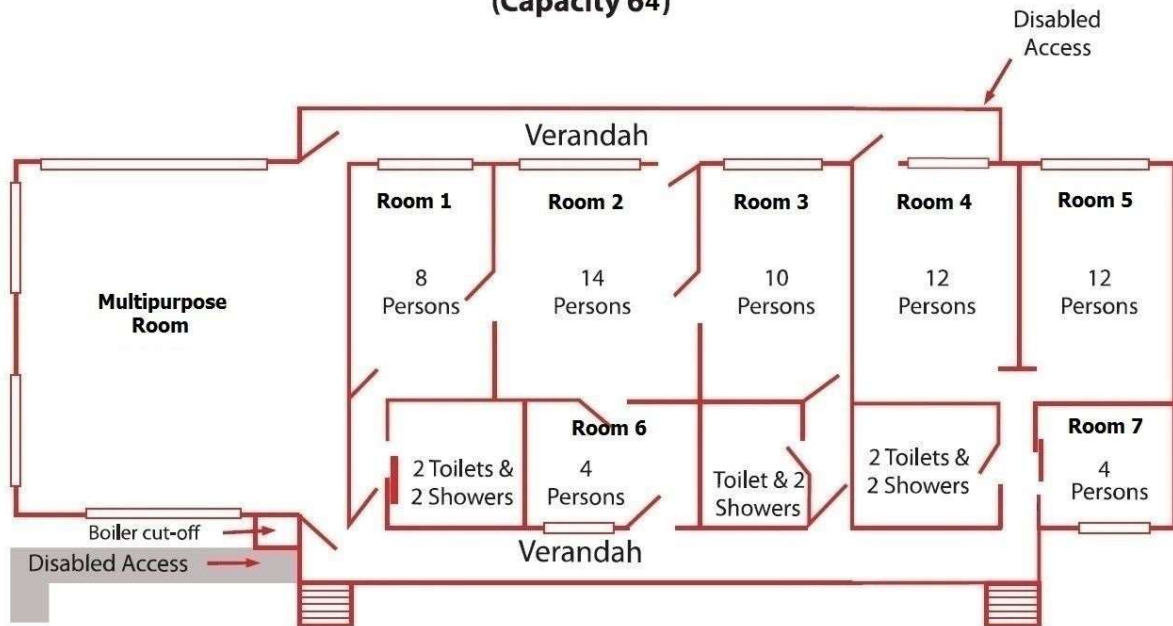 (Capacity 64)
Disabled
Access
Verandah
Room 1
Room 2
Room 3
Room 4
Room 5
8
Persons
14
Persons
10
Persons
12
Persons
12
Persons
Multipurpose
Room
Room 6
4
Persons
Room 7
4
Persons
2 Toilets &
2 Showers
Toilet & 2
Showers
2 Toilets &
2 Showers
Boiler cut-off
Disabled Access
Verandah